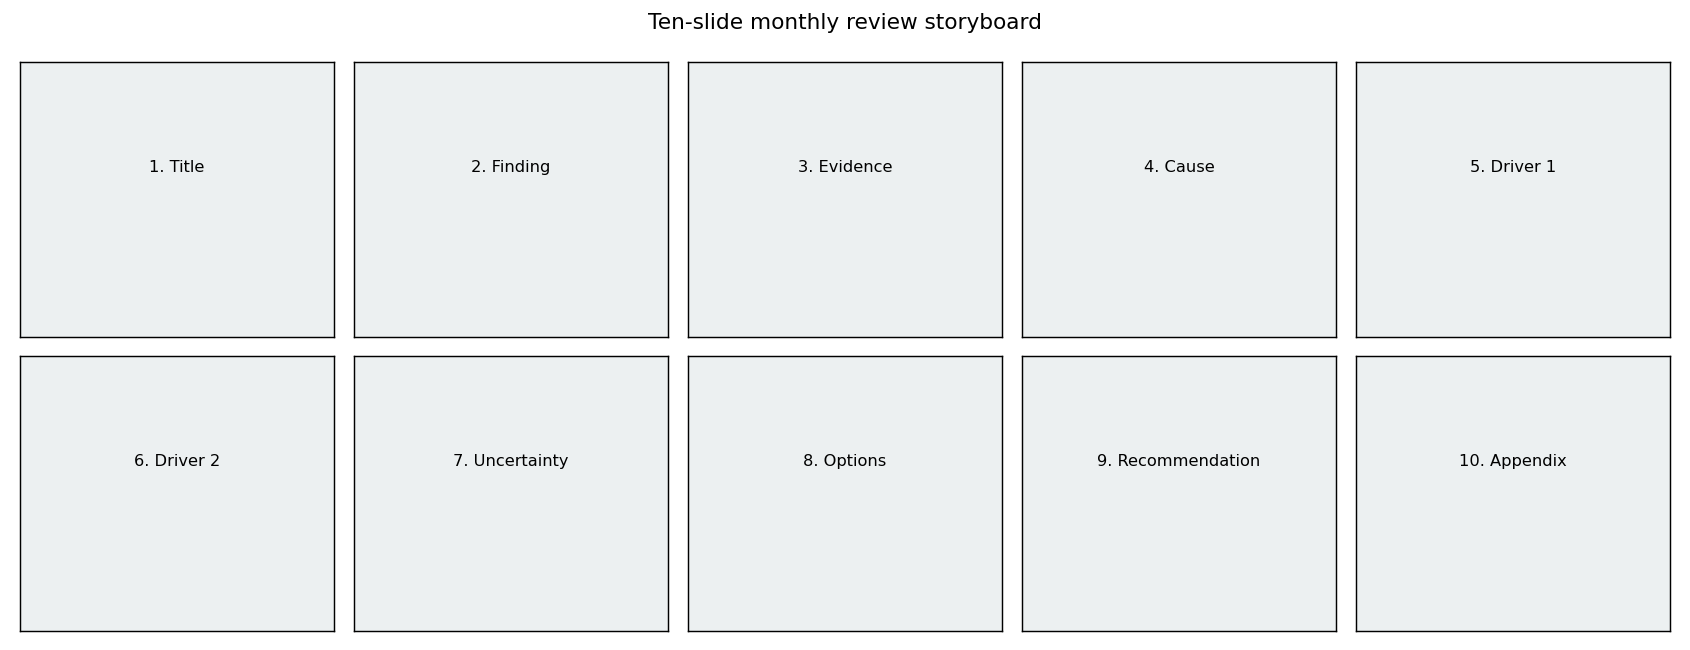 Ten-slide monthly review storyboard
1. Title
2. Finding
3. Evidence
4. Cause
5. Driver 1
6. Driver 2
7. Uncertainty
8. Options
9. Recommendation
10. Appendix